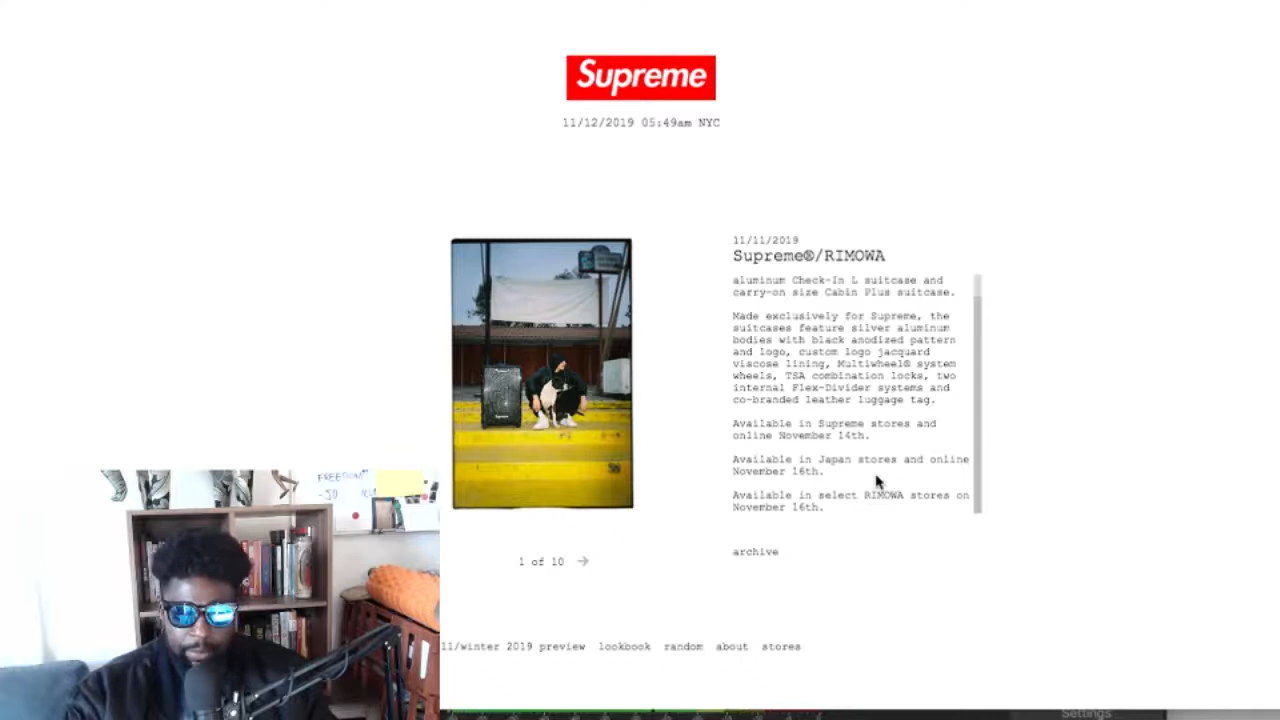 Supreme
11/12/2019 05:49am NYC
11/11/2019
Supreme®/RIMOWA
aluminum Check-In L suitcase and
carry-on size Cabin Plus suitcase.
Made exclusively for Supreme, the
suitcases feature silver aluminum
bodies with black anodized pattern
and logo, custom logo jacquard
viscose lining, Multiwheel® system
wheels, TSA combination locks, two
internal Flex-Divider systems and
co-branded leather luggage tag.
Available in Supreme stores and
online November 14th.
Available in Japan stores and online
November 16th.
Available in select RIMOWA stores on
November 16th.
Supreme
1 of 10
archive
FREEDOM
11/winter 2019 preview lookbook random about stores
Settings